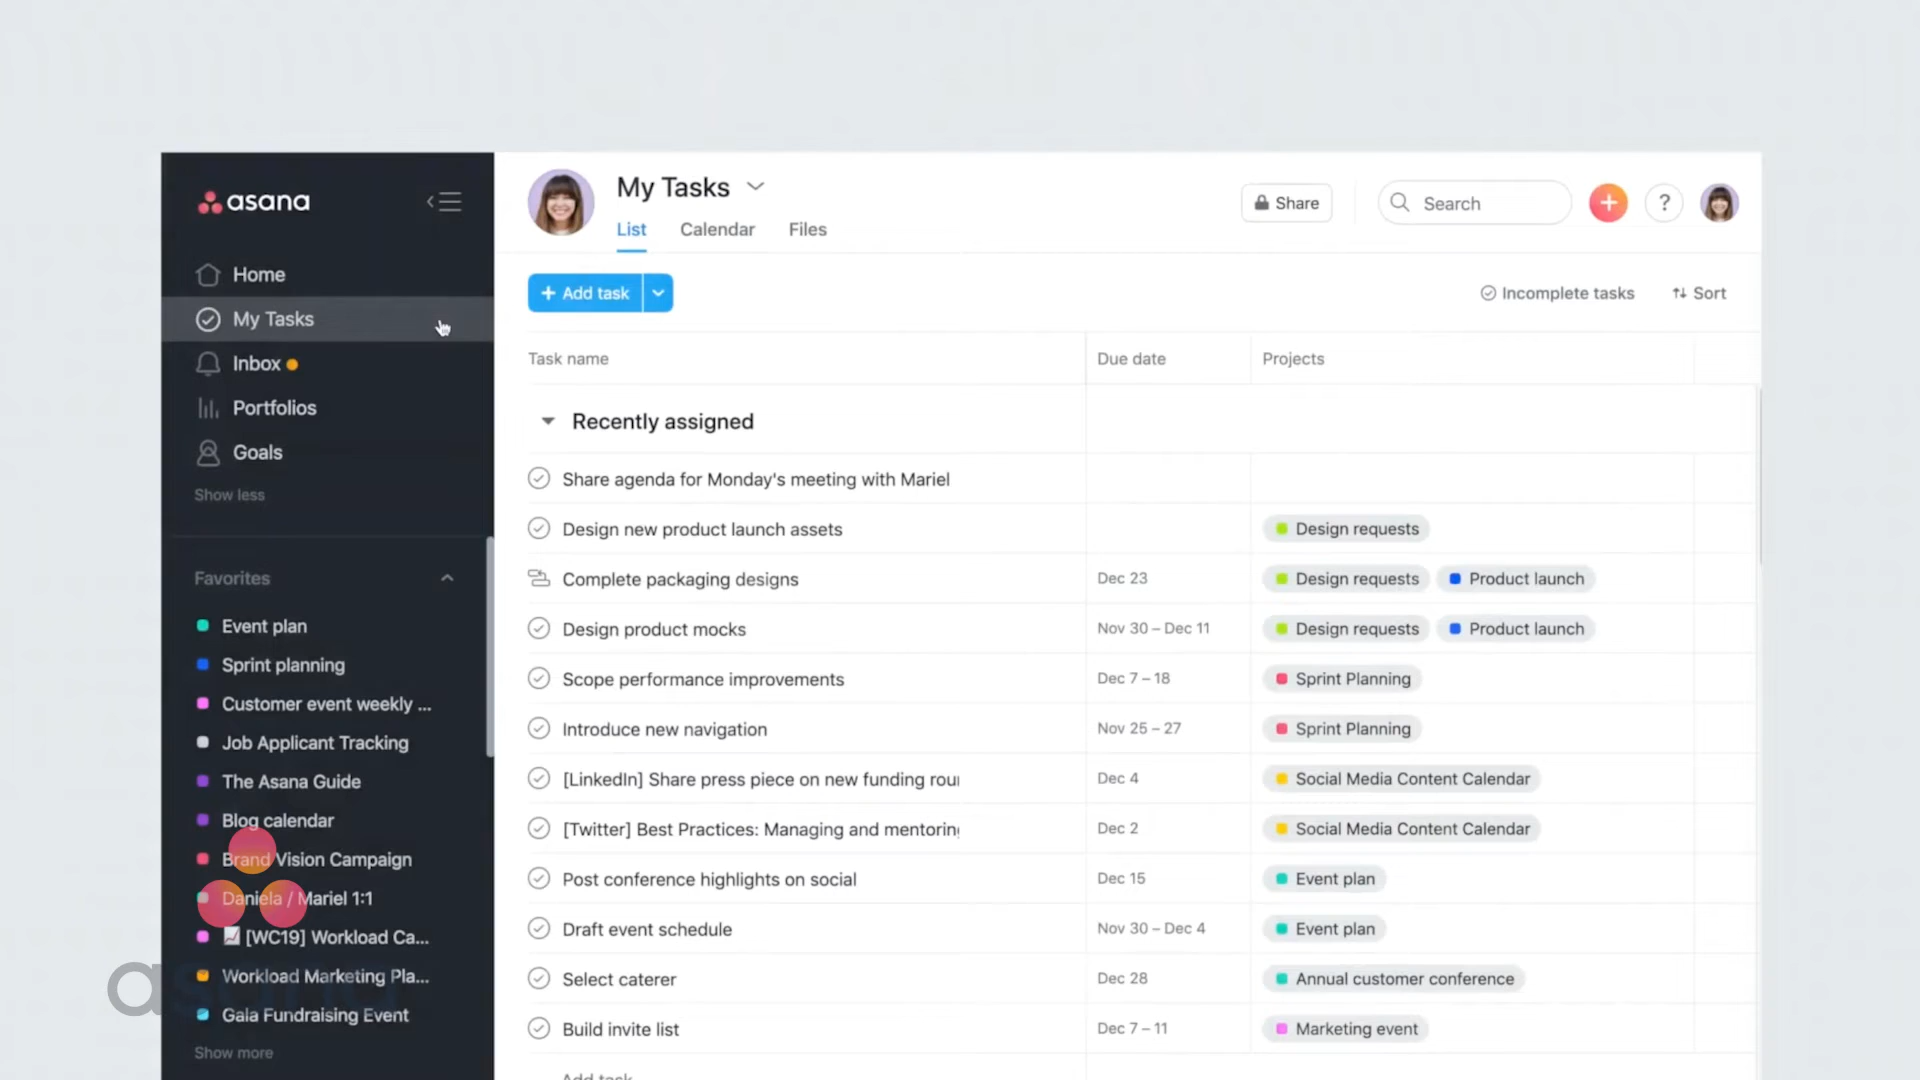 asana
Home
My Tasks
Inbox
Portfolios
Goals
Show less
Favorites
Event plan
Sprint planning
Customer event weekly ...
Job Applicant Tracking
The Asana Guide
Blog calendar
Brand Vision Campaign
Daniela / Mariel 1:1
[WC19] Workload Ca...
Workload Marketing Pla...
Gala Fundraising Event
Show more
asana
My Tasks
List Calendar Files
Share
Search
?
+ Add task
Incomplete tasks
Sort
Task name Due date Projects
Recently assigned
Share agenda for Monday's meeting with Mariel
Design new product launch assets Design requests
Complete packaging designs Dec 23 Design requests Product launch
Design product mocks Nov 30 – Dec 11 Design requests Product launch
Scope performance improvements Dec 7 – 18 Sprint Planning
Introduce new navigation Nov 25 – 27 Sprint Planning
[LinkedIn] Share press piece on new funding Dec 4 Social Media Content Calendar
[Twitter] Best Practices: Managing and mentoring Dec 2 Social Media Content Calendar
Post conference highlights on social Dec 15 Event plan
Draft event schedule Nov 30 – Dec 4 Event plan
Select caterer Dec 28 Annual customer conference
Build invite list Dec 7 – 11 Marketing event
Add task